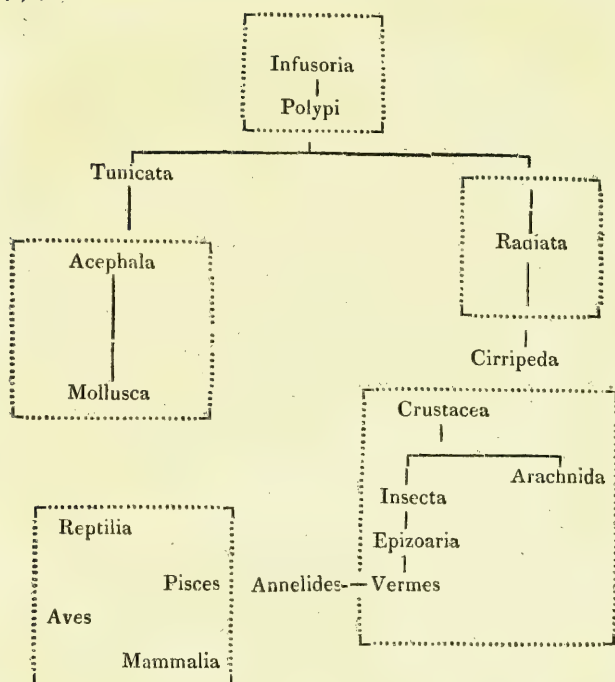 Infusoria
Polypi
Tunicata
Radiata
Acephala
Cirripeda
Mollusca
Crustacea
Arachnida
Insecta
Reptilia
Epizoaria
Pisces Annelides Vermes
Aves
Mammalia